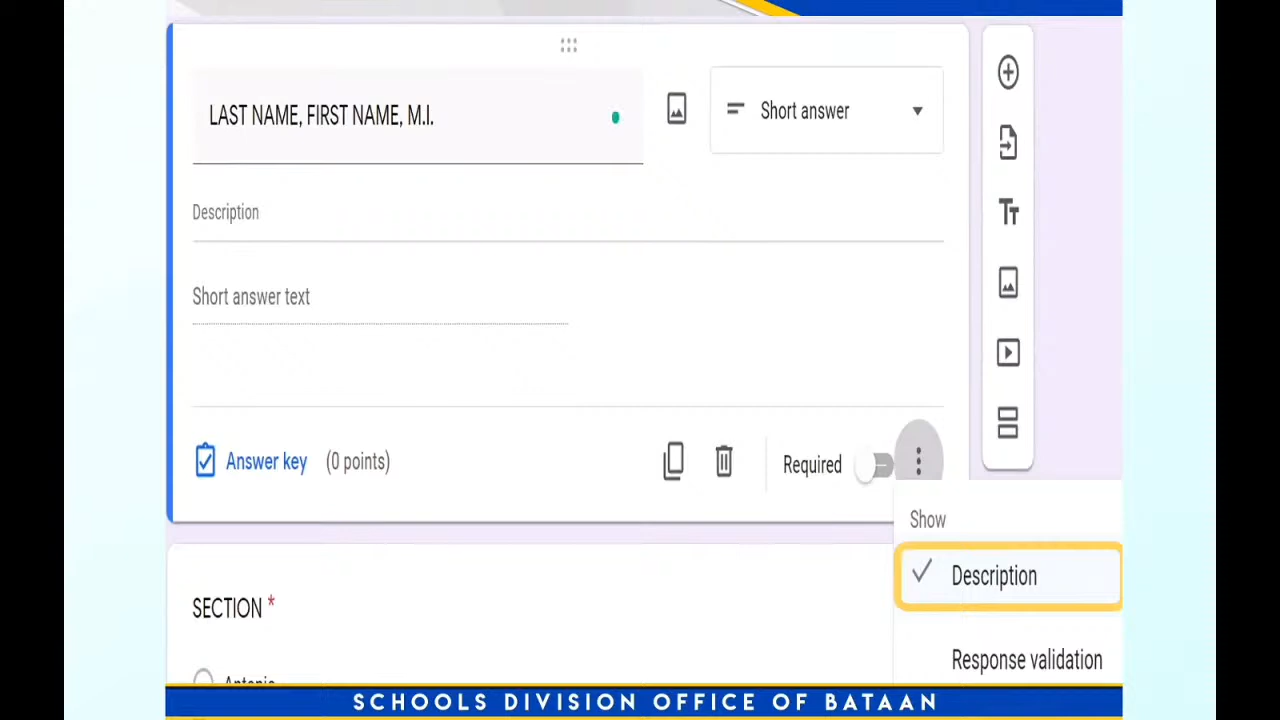 LAST NAME, FIRST NAME, M.I.
Short answer
Description
Short answer text
Answer key (0 points)
Required
Show
Description
SECTION *
Response validation
Antonio
SCHOOLS DIVISION OFFICE OF BATAAN